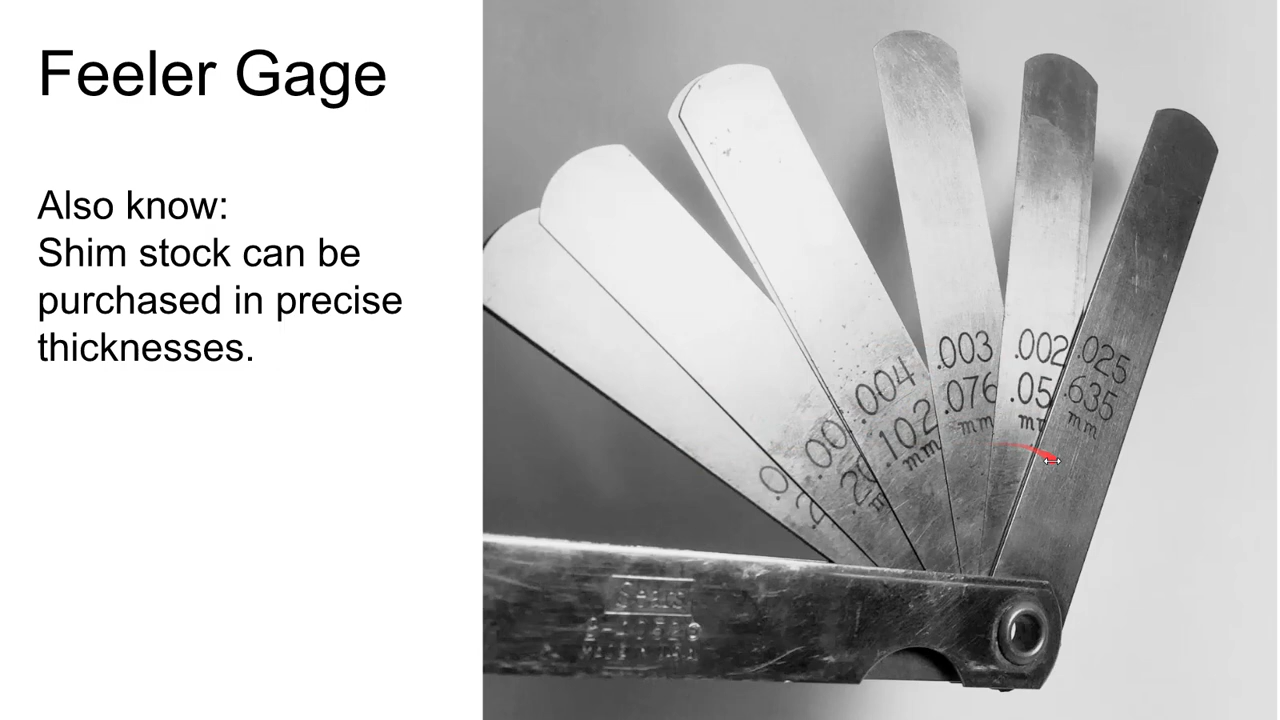 Feeler Gage
Also know:
Shim stock can be
purchased in precise
thicknesses.
.004
.102
mm
.003
.076
mm
.002
.05
.025
.635
mm